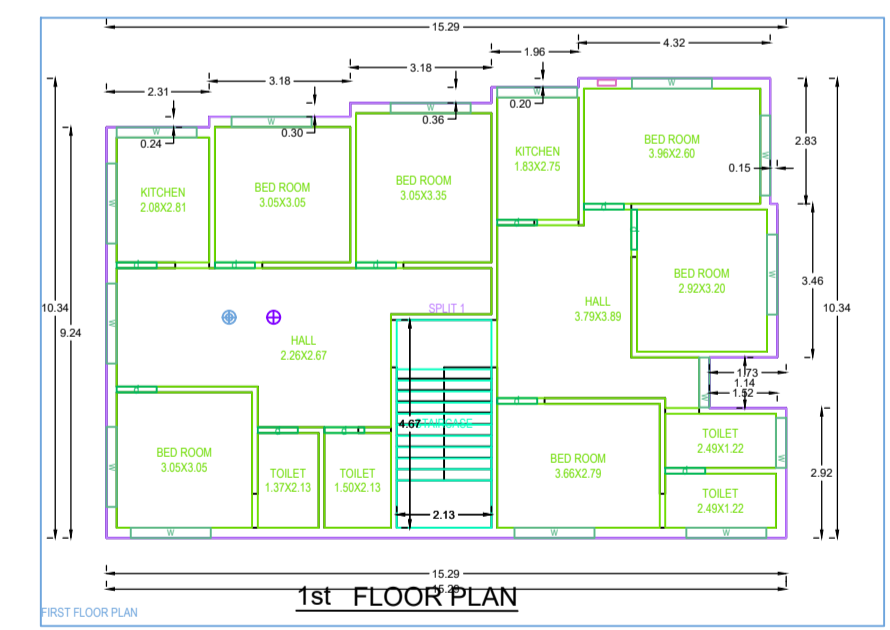 15.29
4.32
1.96
3.18
3.18
2.31
W
W
W
W
W
0.20
0.36
0.30
0.24
2.83
BED ROOM
3.96X2.60
KITCHEN
1.83X2.75
W
0.15
BED ROOM
3.05X3.35
BED ROOM
3.05X3.05
KITCHEN
2.08X2.81
W
d
d
d
d
d
d
BED ROOM
2.92X3.20
W
3.46
10.34
10.34
9.24
SPLIT 1
HALL
3.79X3.89
W
HALL
2.26X2.67
1.73
1.14
1.52
W
d
d
4.67
STAIRCASE
d
d
TOILET
2.49X1.22
W
W
BED ROOM
3.05X3.05
TOILET
1.37X2.13
TOILET
1.50X2.13
BED ROOM
3.66X2.79
d
2.92
TOILET
2.49X1.22
2.13
W
W
W
15.29
15.29
1st FLOOR PLAN
FIRST FLOOR PLAN